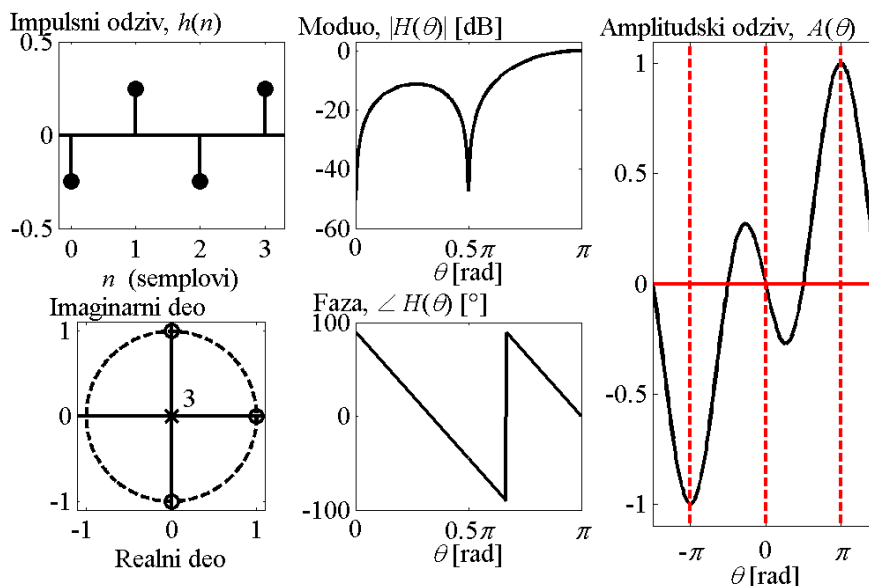 Impulsni odziv, h(n)
0.5
0
-0.5
0 1 2 3
n (semplovi)
Moduo, |H(θ)| [dB]
0
-20
-40
-60
0 0.5π π
θ [rad]
Amplitudski odziv, A(θ)
1
0.5
0
-0.5
-1
-π 0 π
θ [rad]
Imaginarni deo
1
0
-1
3
-1 0 1
Realni deo
Faza, ∠ H(θ) [°]
100
0
-100
0 0.5π π
θ [rad]